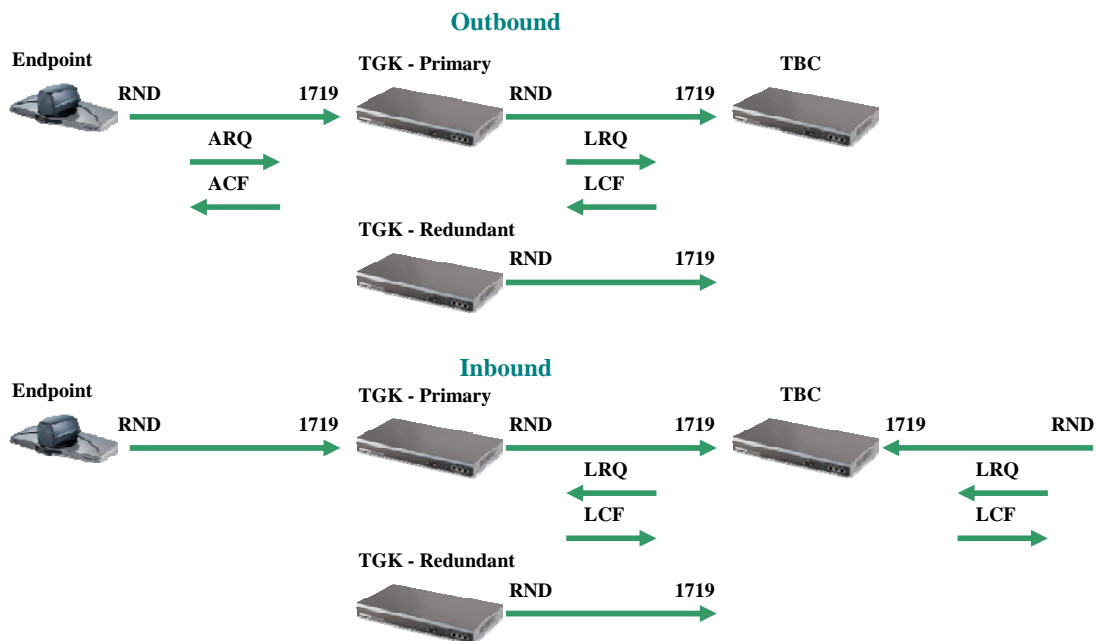 Outbound
Endpoint
TGK - Primary
TBC
RND 1719 RND 1719
ARQ LRQ
ACF LCF
TGK - Redundant
RND 1719
Inbound
Endpoint
TGK - Primary
TBC
RND 1719 RND 1719 1719 RND
LRQ LRQ
LCF LCF
TGK - Redundant
RND 1719